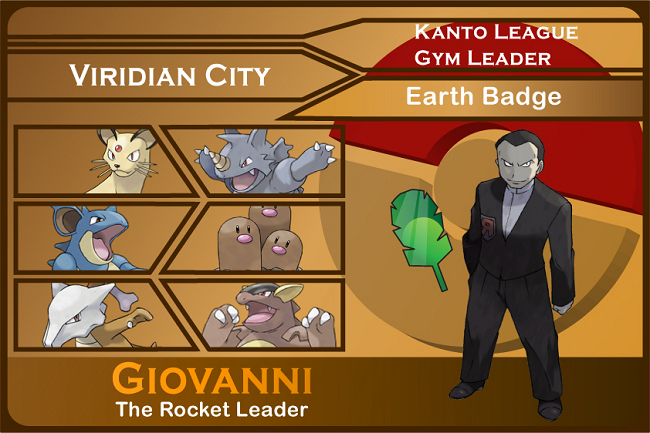 Viridian City
Kanto League
Gym Leader
Earth Badge
R
Giovanni
The Rocket Leader